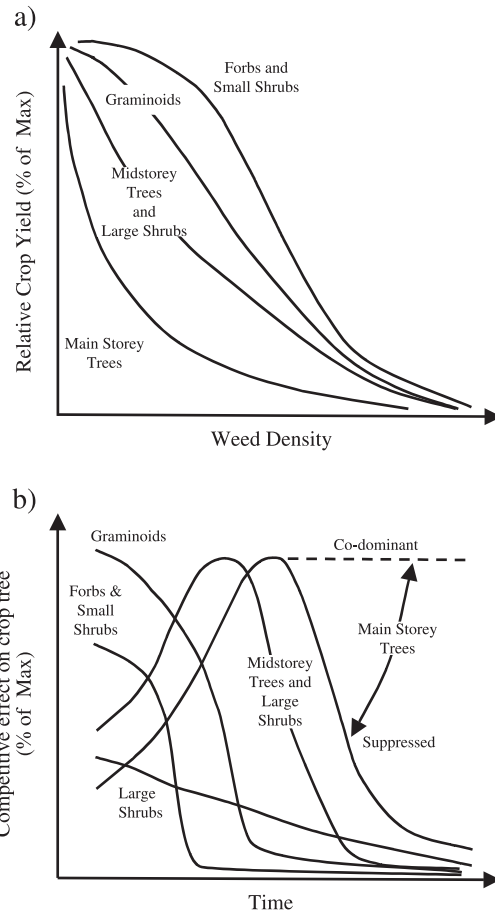 a)
Relative Crop Yield (% of Max)
Forbs and
Small Shrubs
Graminoids
Midstorey
Trees
and
Large Shrubs
Main Storey
Trees
Weed Density
b)
Competitive effect on crop tree
(% of Max)
Graminoids
Co-dominant
Forbs &
Small
Shrubs
Main Storey
Trees
Midstorey
Trees and
Large
Shrubs
Suppressed
Large
Shrubs
Time